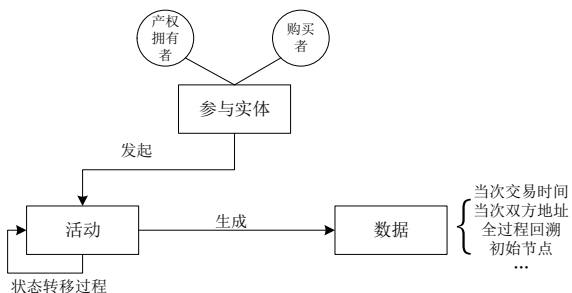 产权
拥有
者
购买
者
参与实体
发起
活动
生成
数据
当次交易时间
当次双方地址
全过程回溯
初始节点
...
状态转移过程